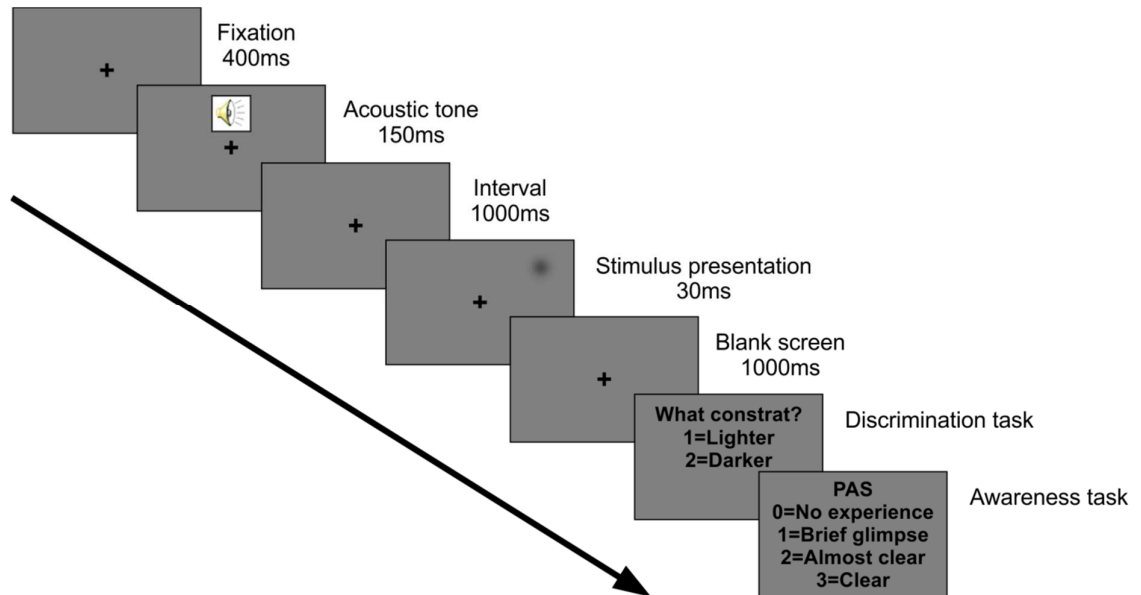 Fixation
400ms
Acoustic tone
150ms
Interval
1000ms
Stimulus presentation
30ms
Blank screen
1000ms
What constrat?
1=Lighter
2=Darker
Discrimination task
PAS
0=No experience
1=Brief glimpse
2=Almost clear
3=Clear
Awareness task